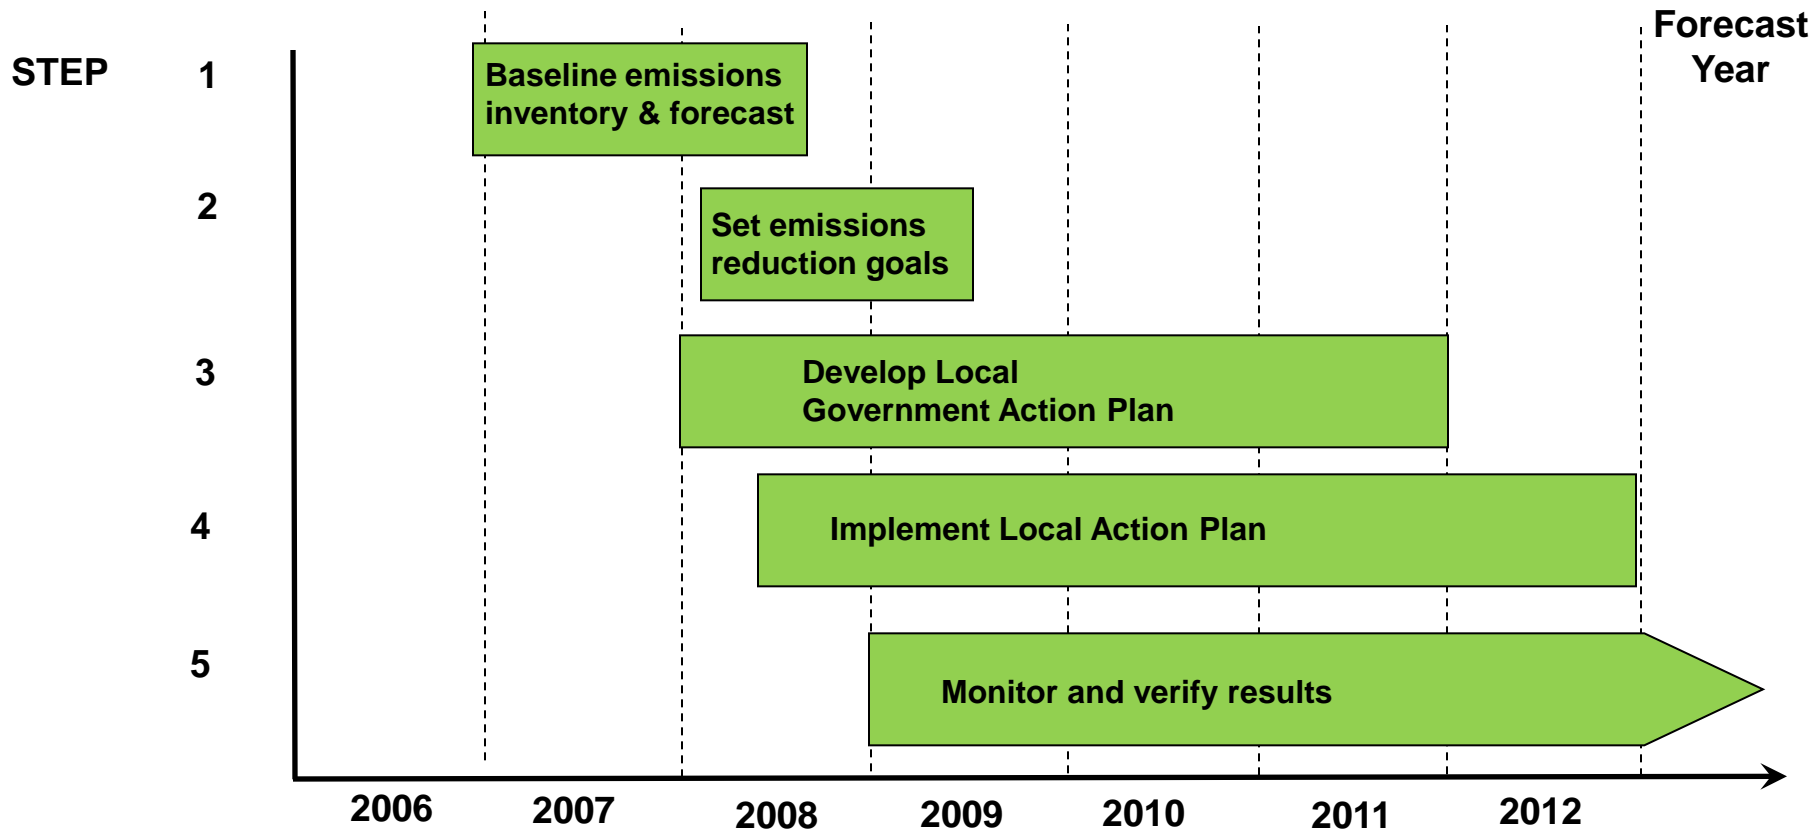 Forecast
Year
STEP
1
Baseline emissions
inventory & forecast
2
Set emissions
reduction goals
3
Develop Local
Government Action Plan
4
Implement Local Action Plan
5
Monitor and verify results
2006
2007
2008
2009
2010
2011
2012